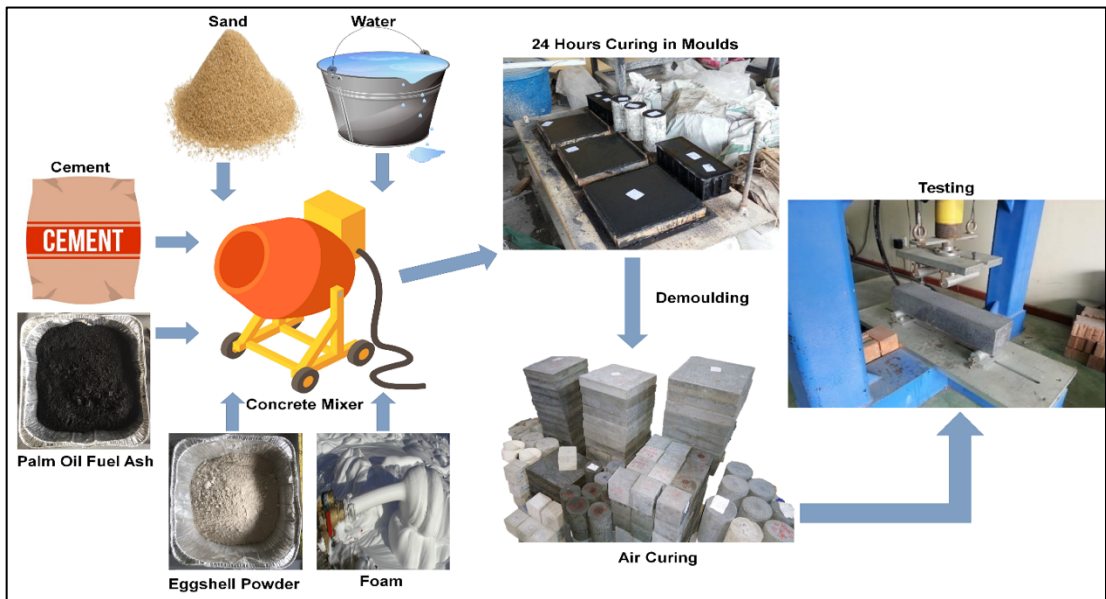 Sand
Water
24 Hours Curing in Moulds
Cement
CEMENT
Testing
Demoulding
Concrete Mixer
Palm Oil Fuel Ash
Eggshell Powder
Foam
Air Curing